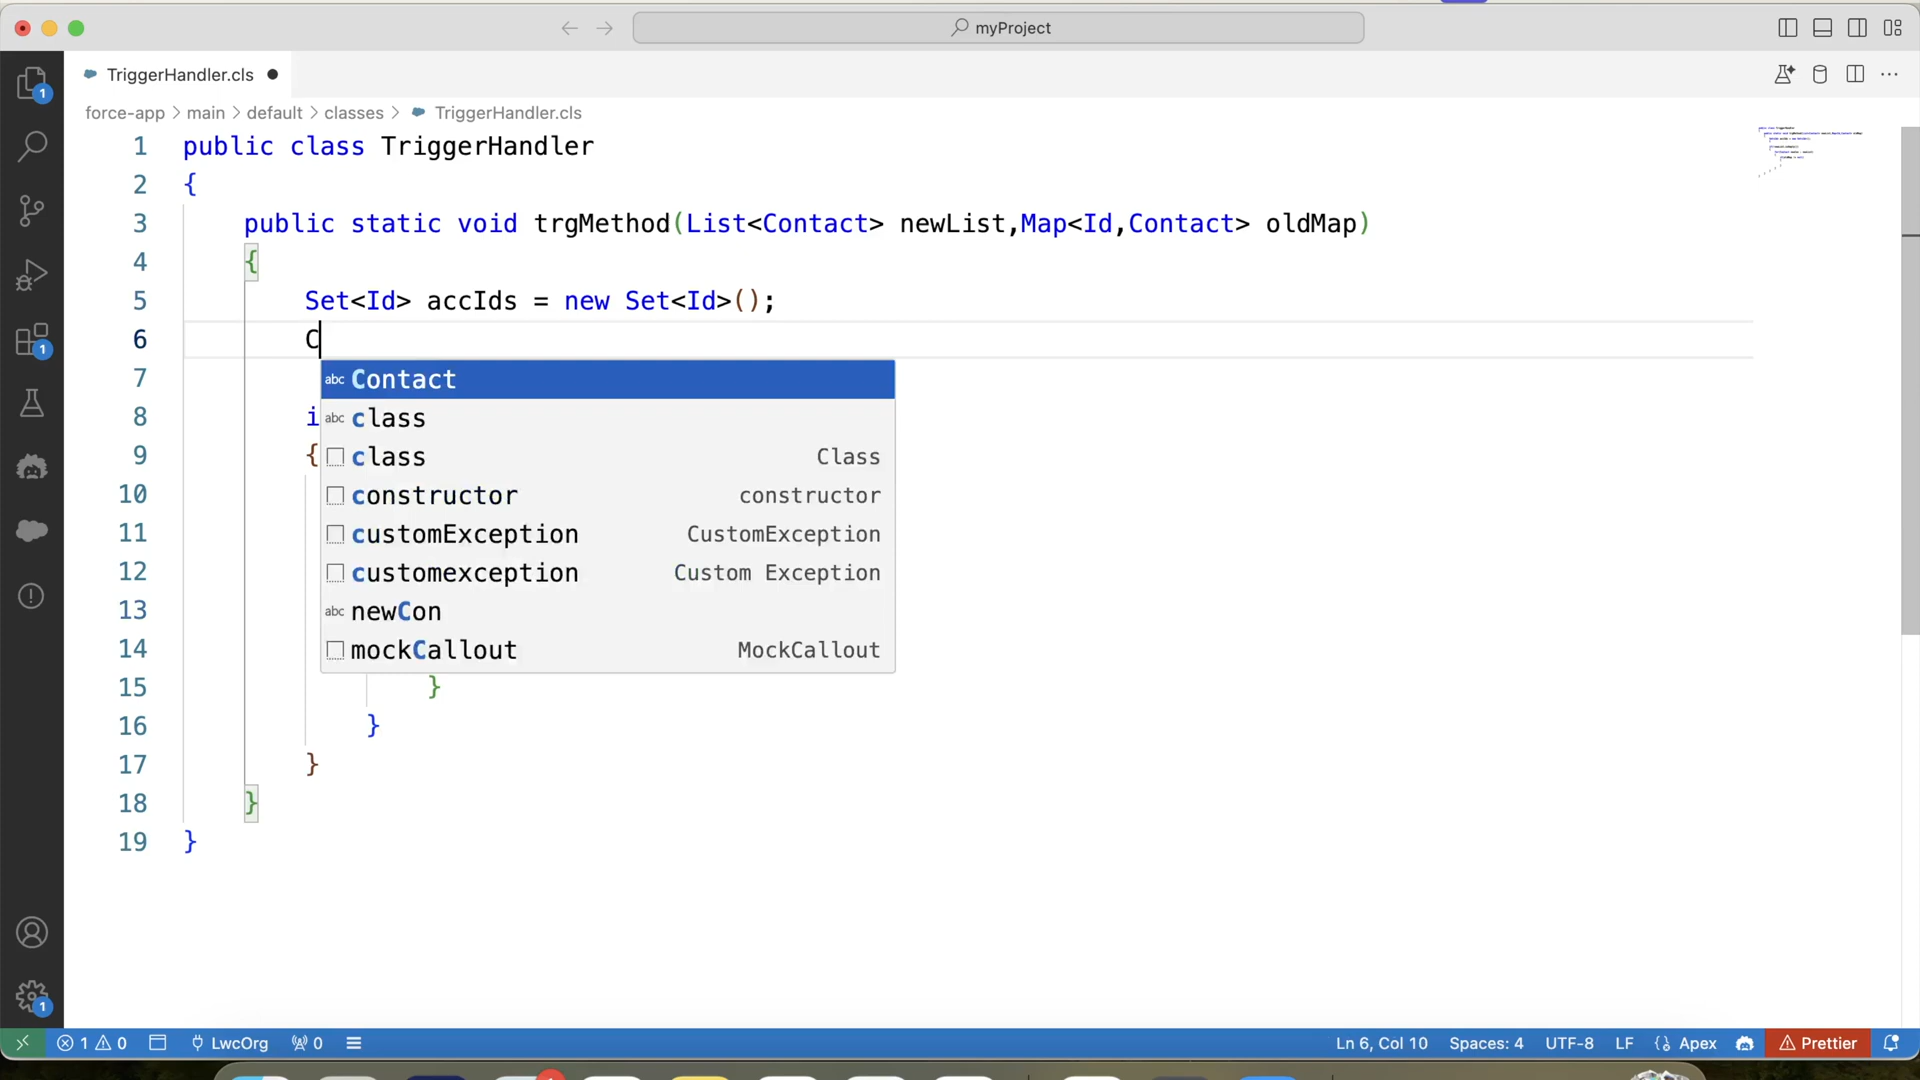 myProject
TriggerHandler.cls
force-app > main > default > classes > TriggerHandler.cls
1 public class TriggerHandler
2 {
3 public static void trgMethod(List<Contact> newList,Map<Id,Contact> oldMap)
4 {
5 Set<Id> accIds = new Set<Id>();
6 C
7 abc Contact
8 i abc class
9 { class Class
10 constructor constructor
11 customException CustomException
12 customexception Custom Exception
13 abc newCon
14 mockCallout MockCallout
15 }
16 }
17 }
18 }
19 }
1
1
1
1 0 LwcOrg 0 Ln 6, Col 10 Spaces: 4 UTF-8 LF Apex Prettier